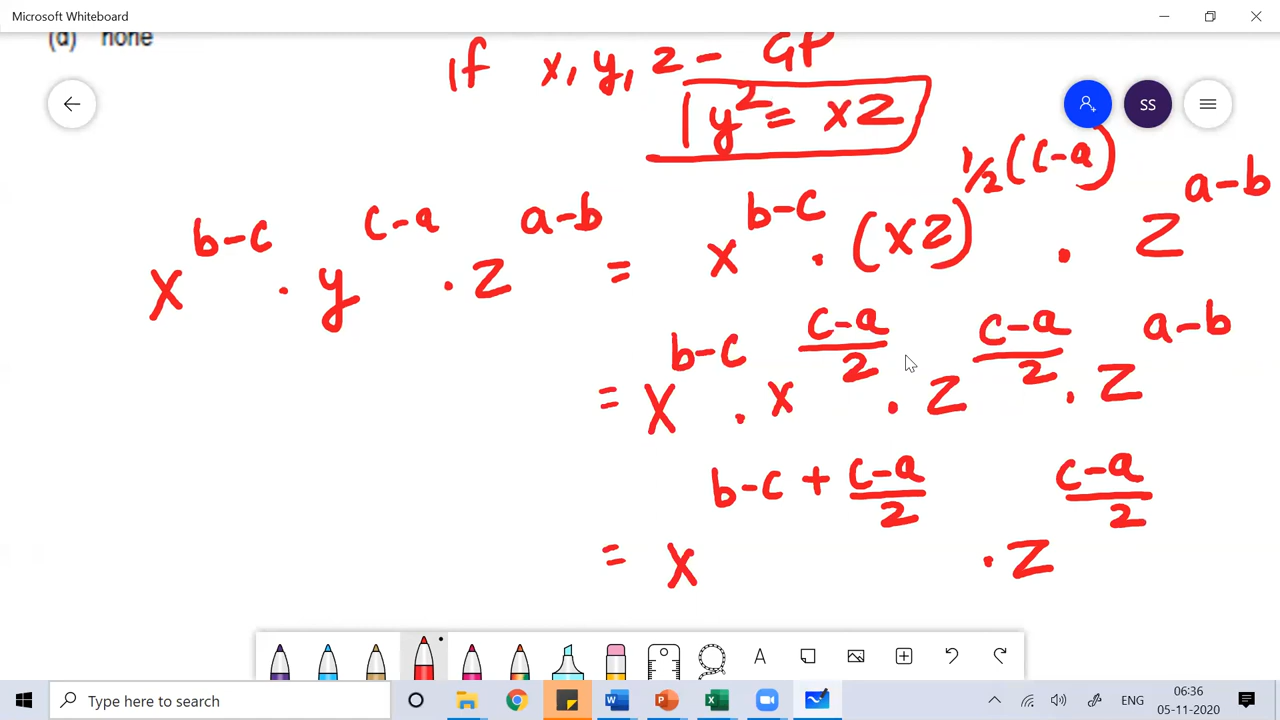 Microsoft Whiteboard
(d) none
if x, y, z - GP
y² = xz
SS
x^(b-c) . y^(c-a) . z^(a-b) = x^(b-c) . (xz)^(1/2(c-a)) . z^(a-b)
= x^(b-c) . x^((c-a)/2) . z^((c-a)/2) . z^(a-b)
= x^(b-c + (c-a)/2) . z^((c-a)/2)
A
Type here to search
ENG
06:36
05-11-2020